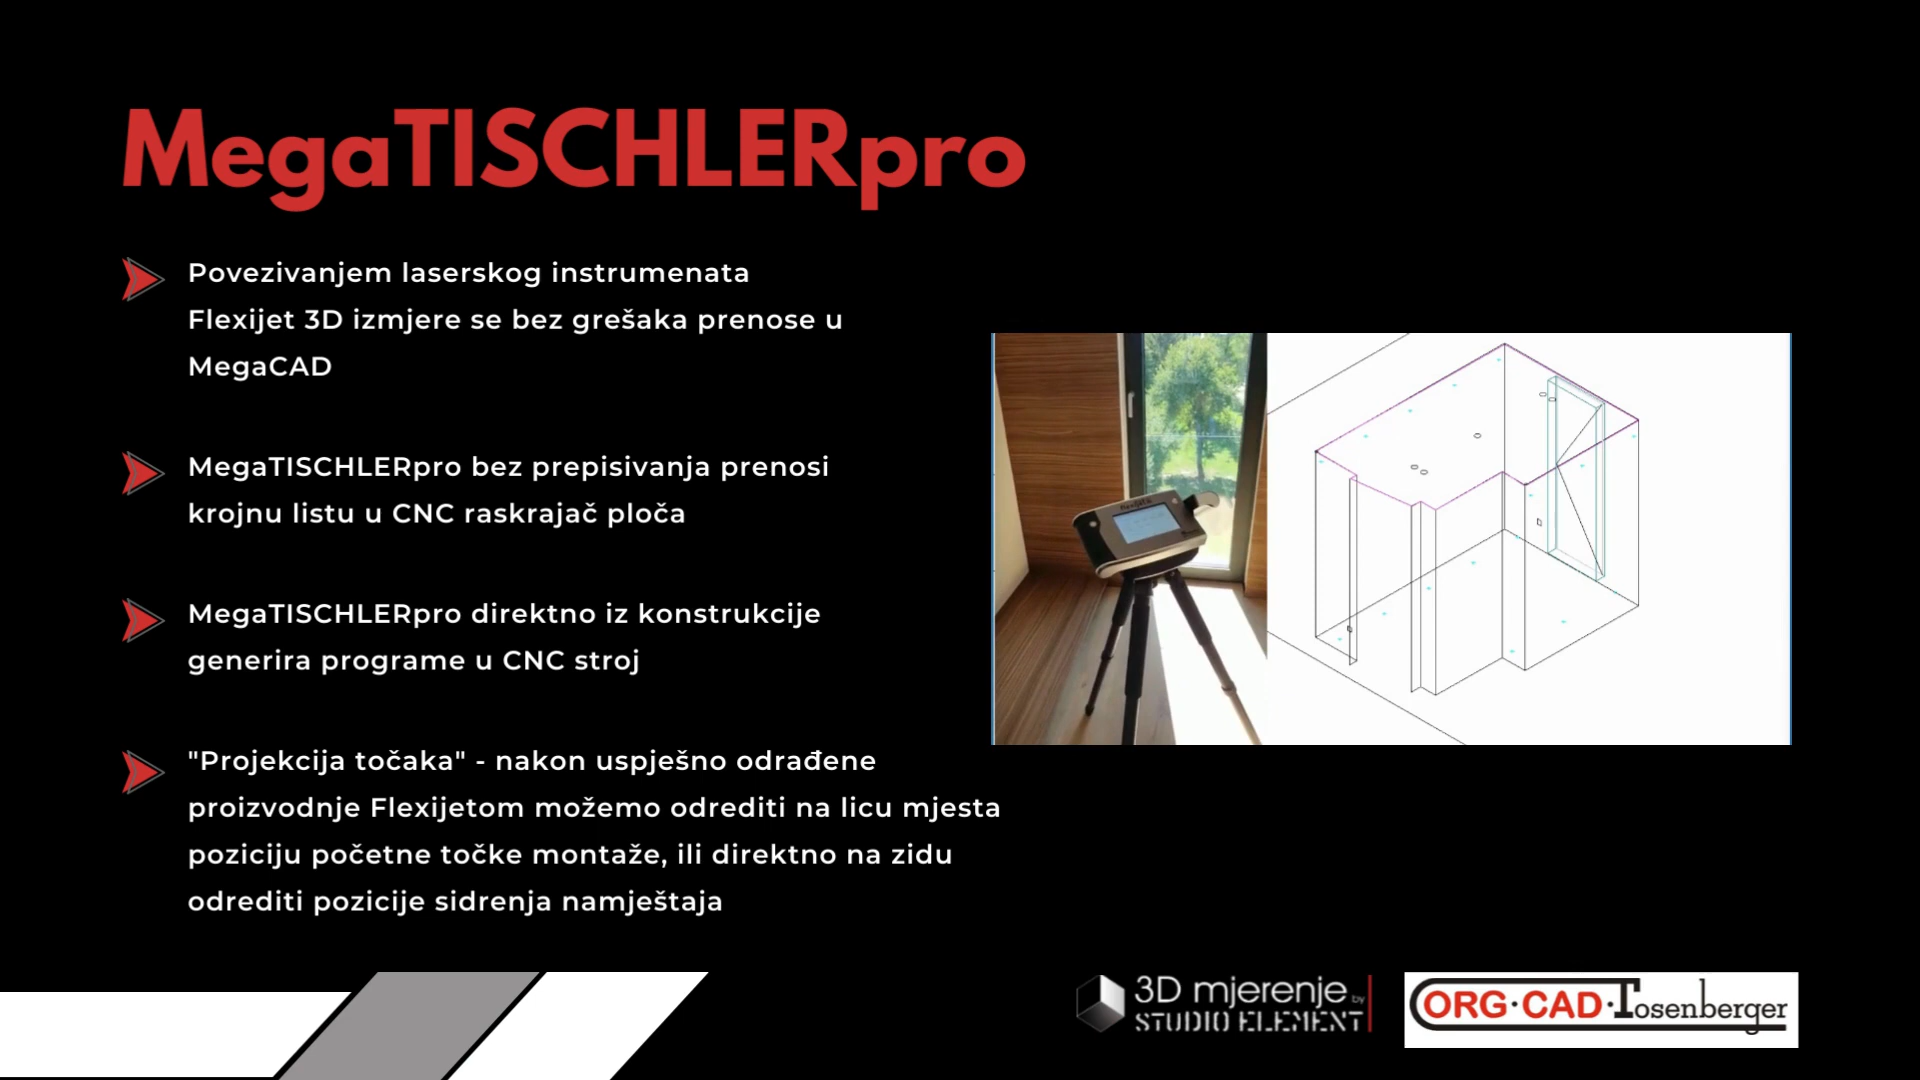 MegaTISCHLERpro
Povezivanjem laserskog instrumenata
Flexijet 3D izmjere se bez grešaka prenose u
MegaCAD
MegaTISCHLERpro bez prepisivanja prenosi
krojnu listu u CNC raskrajač ploča
MegaTISCHLERpro direktno iz konstrukcije
generira programe u CNC stroj
"Projekcija točaka" - nakon uspješno odrađene
proizvodnje Flexijetom možemo odrediti na licu mjesta
poziciju početne točke montaže, ili direktno na zidu
odrediti pozicije sidrenja namještaja
3D mjerenje by
STUDIO ELEMENT
ORG·CAD·Tosenberger